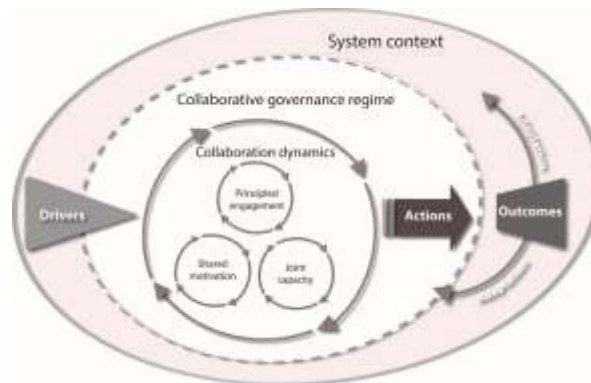 System context
Collaborative governance regime
Collaboration dynamics
Principled
engagement
Drivers
Actions
Outcomes
Shared
motivation
Joint
capacity